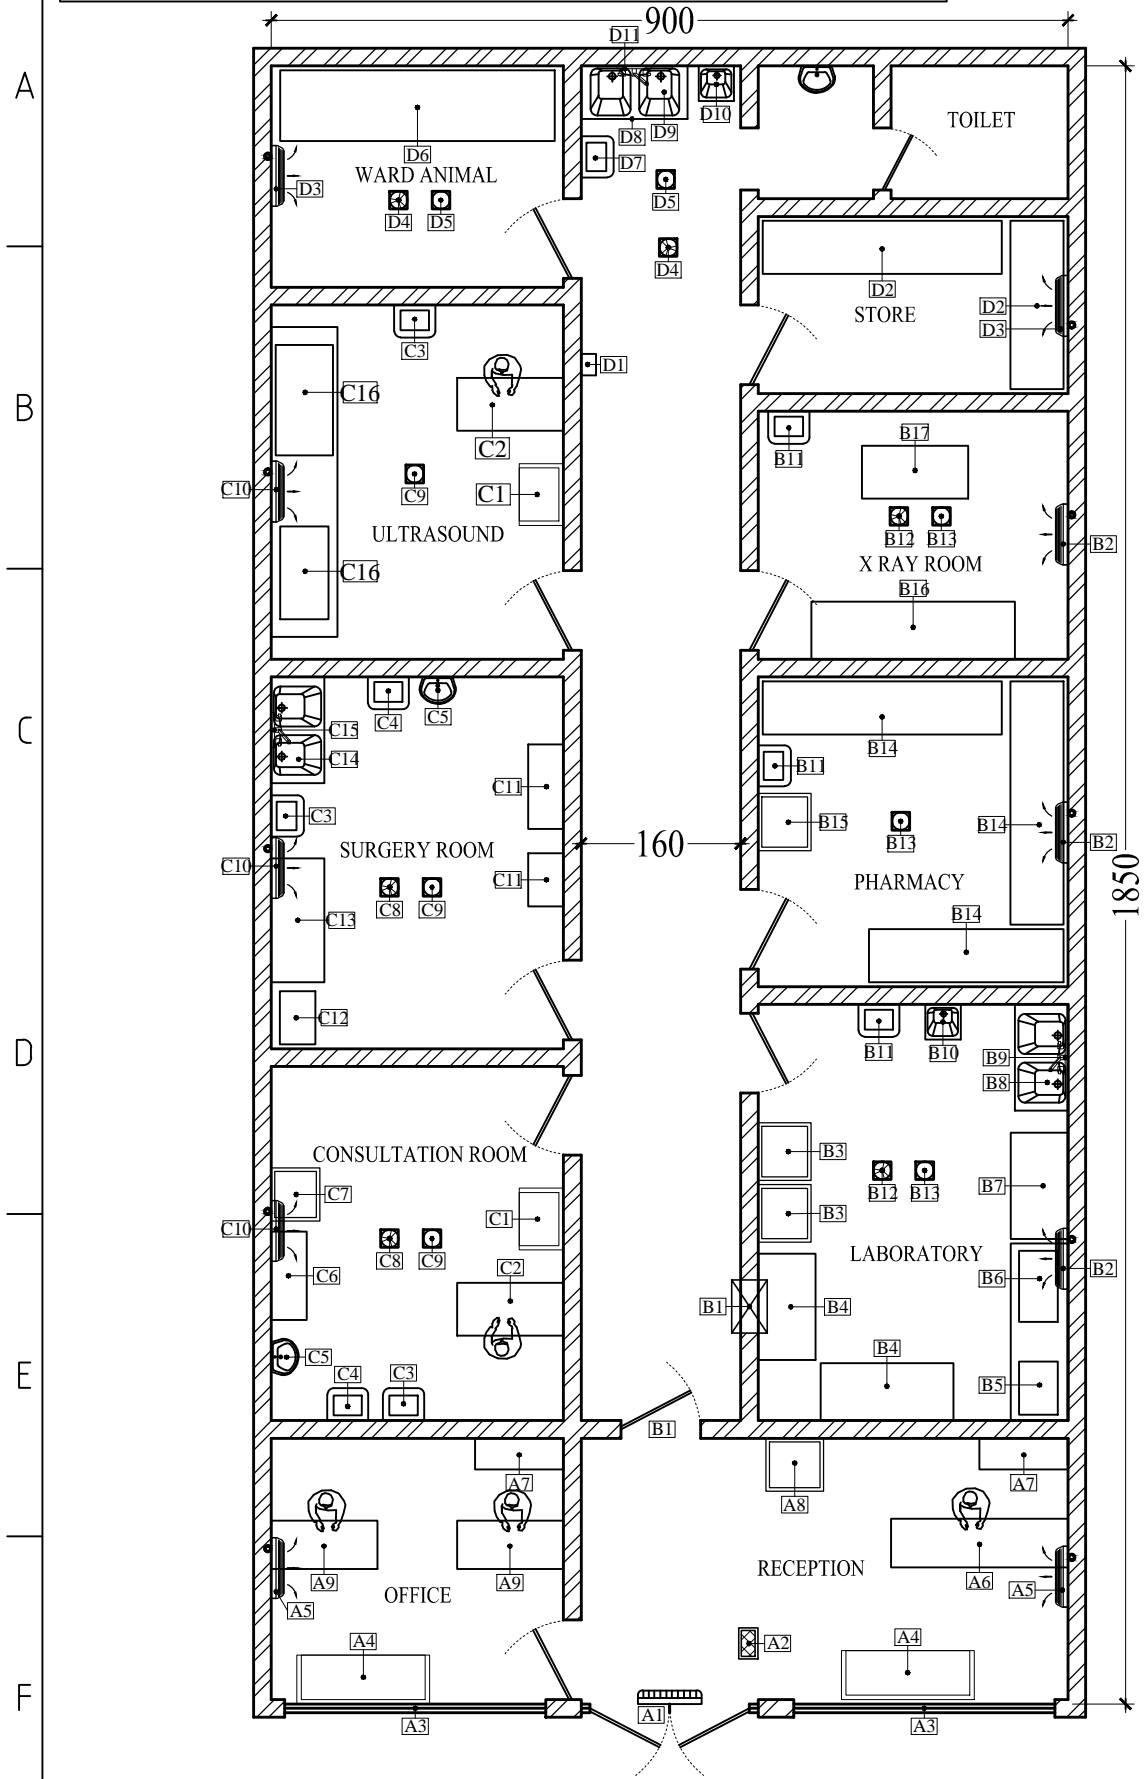 900
D11
A
TOILET
D10
D8
D9
D6
D7
WARD ANIMAL
D3
D5
D4
D5
D4
D2
D2
STORE
D3
C3
D1
C16
B
C2
B17
B11
C10
C9
C1
ULTRASOUND
B12
B13
B2
X RAY ROOM
C16
B16
C4
C5
C
C15
C14
B14
B11
C11
C3
B15
B14
B13
B2
160
SURGERY ROOM
C10
C11
PHARMACY
1850
C8
C9
C13
B14
C12
B11
B10
B9
D
B8
CONSULTATION ROOM
B3
C7
B12
B13
B7
C10
C1
B3
C8
C9
LABORATORY
C6
C2
B6
B2
B1
B4
C5
B4
E
C4
C3
B5
B1
A7
A8
A7
A9
A9
OFFICE
RECEPTION
A6
A5
A5
A4
A2
A4
F
A3
A1
A3